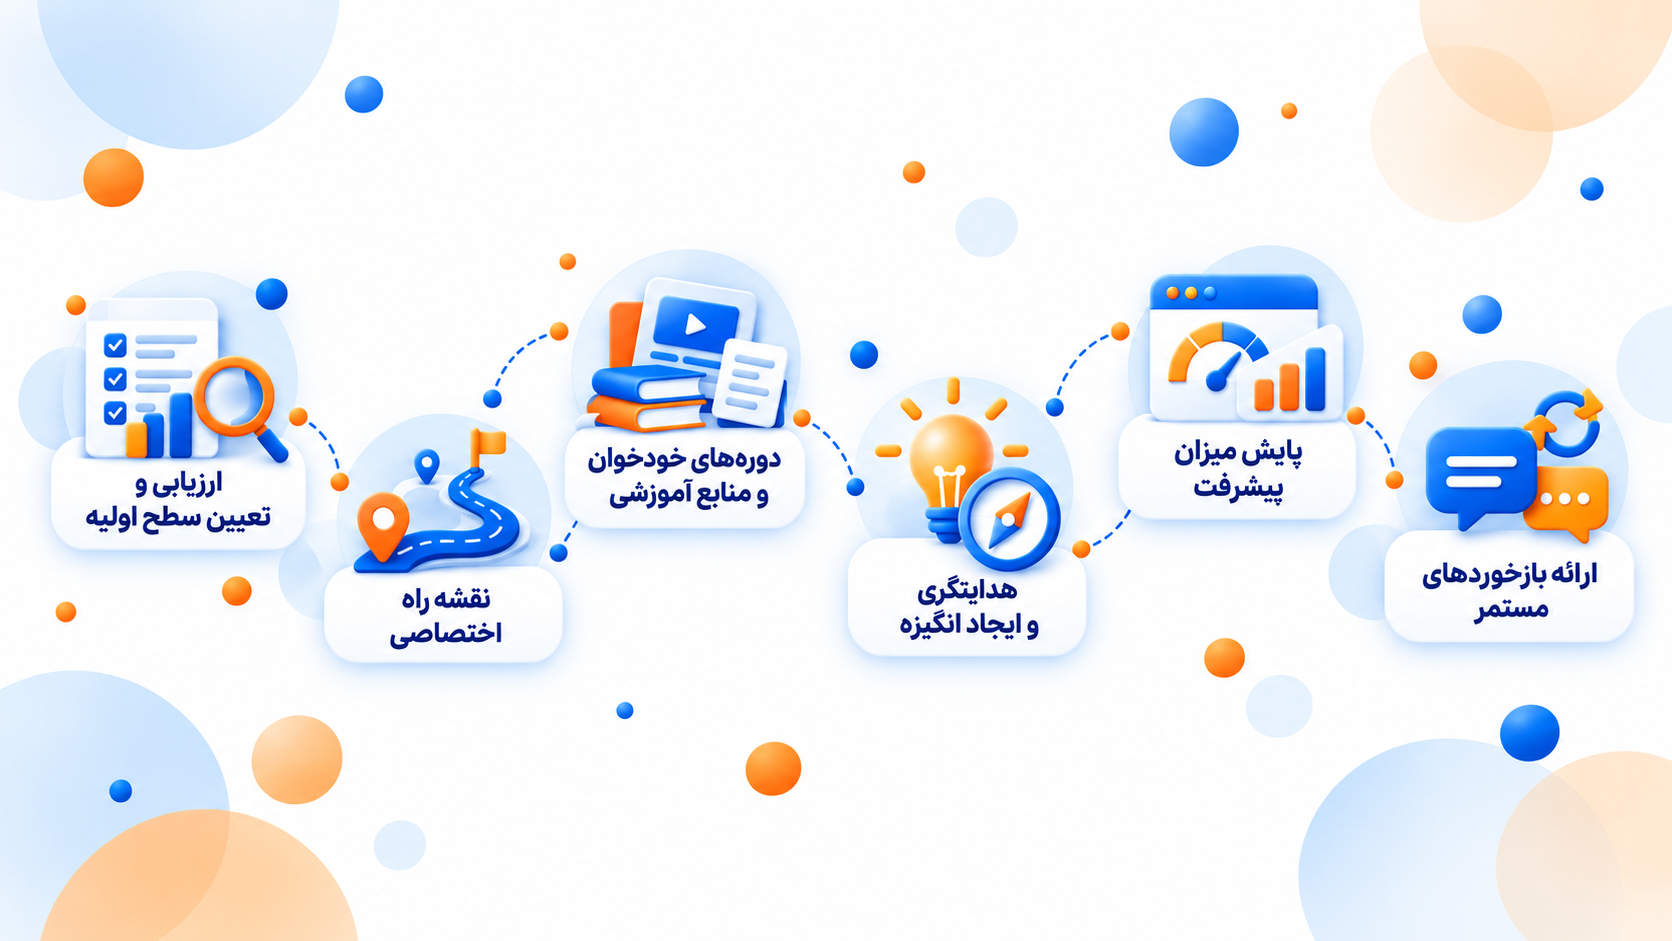 ارزیابی و
تعیین سطح اولیه
نقشه راه
اختصاصی
دوره‌های خودخوان
و منابع آموزشی
هدایتگری
و ایجاد انگیزه
پایش میزان
پیشرفت
ارائه بازخوردهای
مستمر